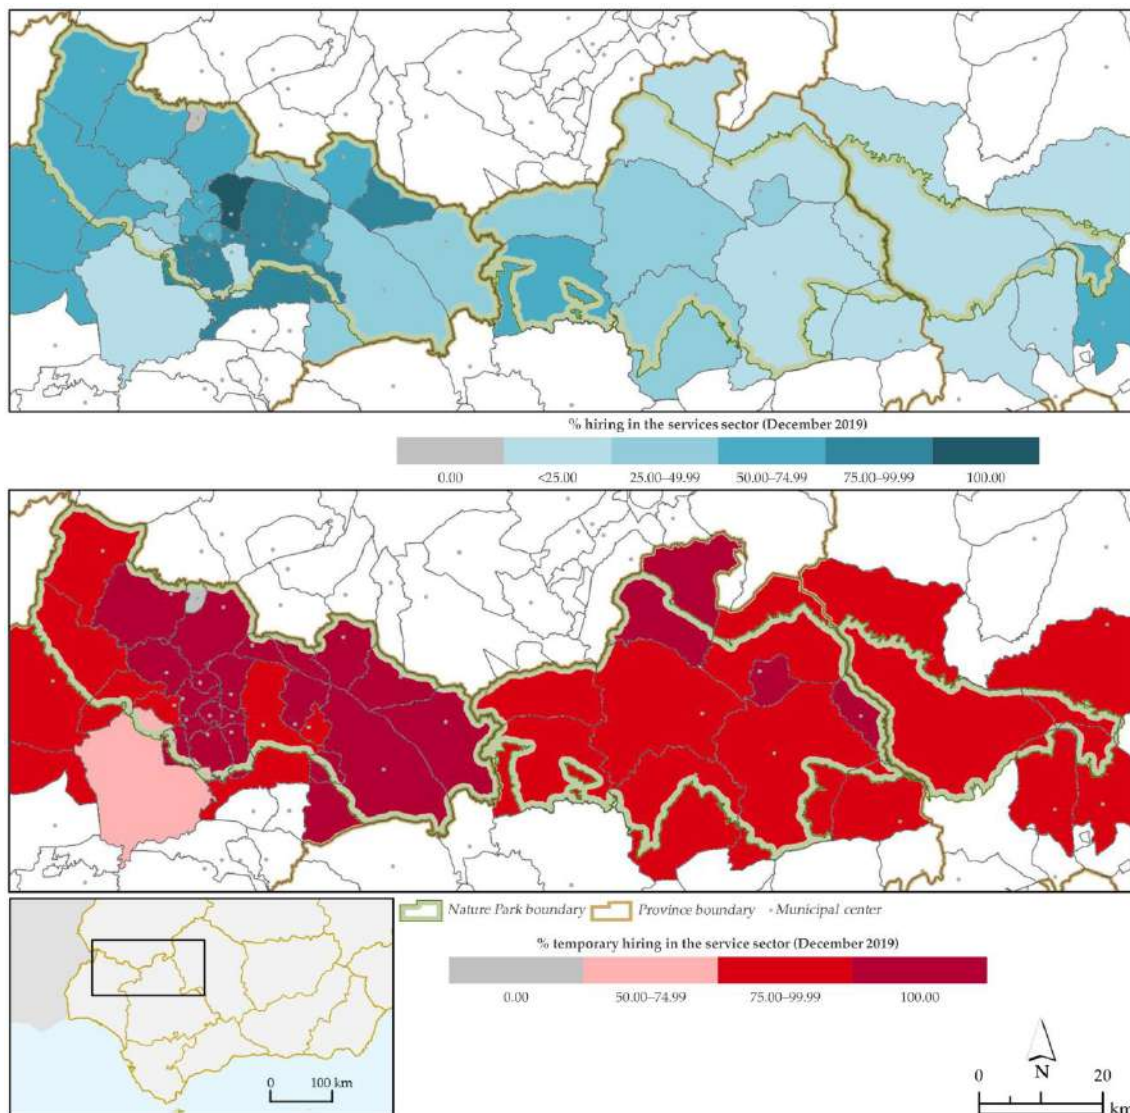 % hiring in the services sector (December 2019)
0.00 <25.00 25.00–49.99 50.00–74.99 75.00–99.99 100.00
Nature Park boundary Province boundary • Municipal center
% temporary hiring in the service sector (December 2019)
0.00 50.00–74.99 75.00–99.99 100.00
0 100 km
N
0 20
km